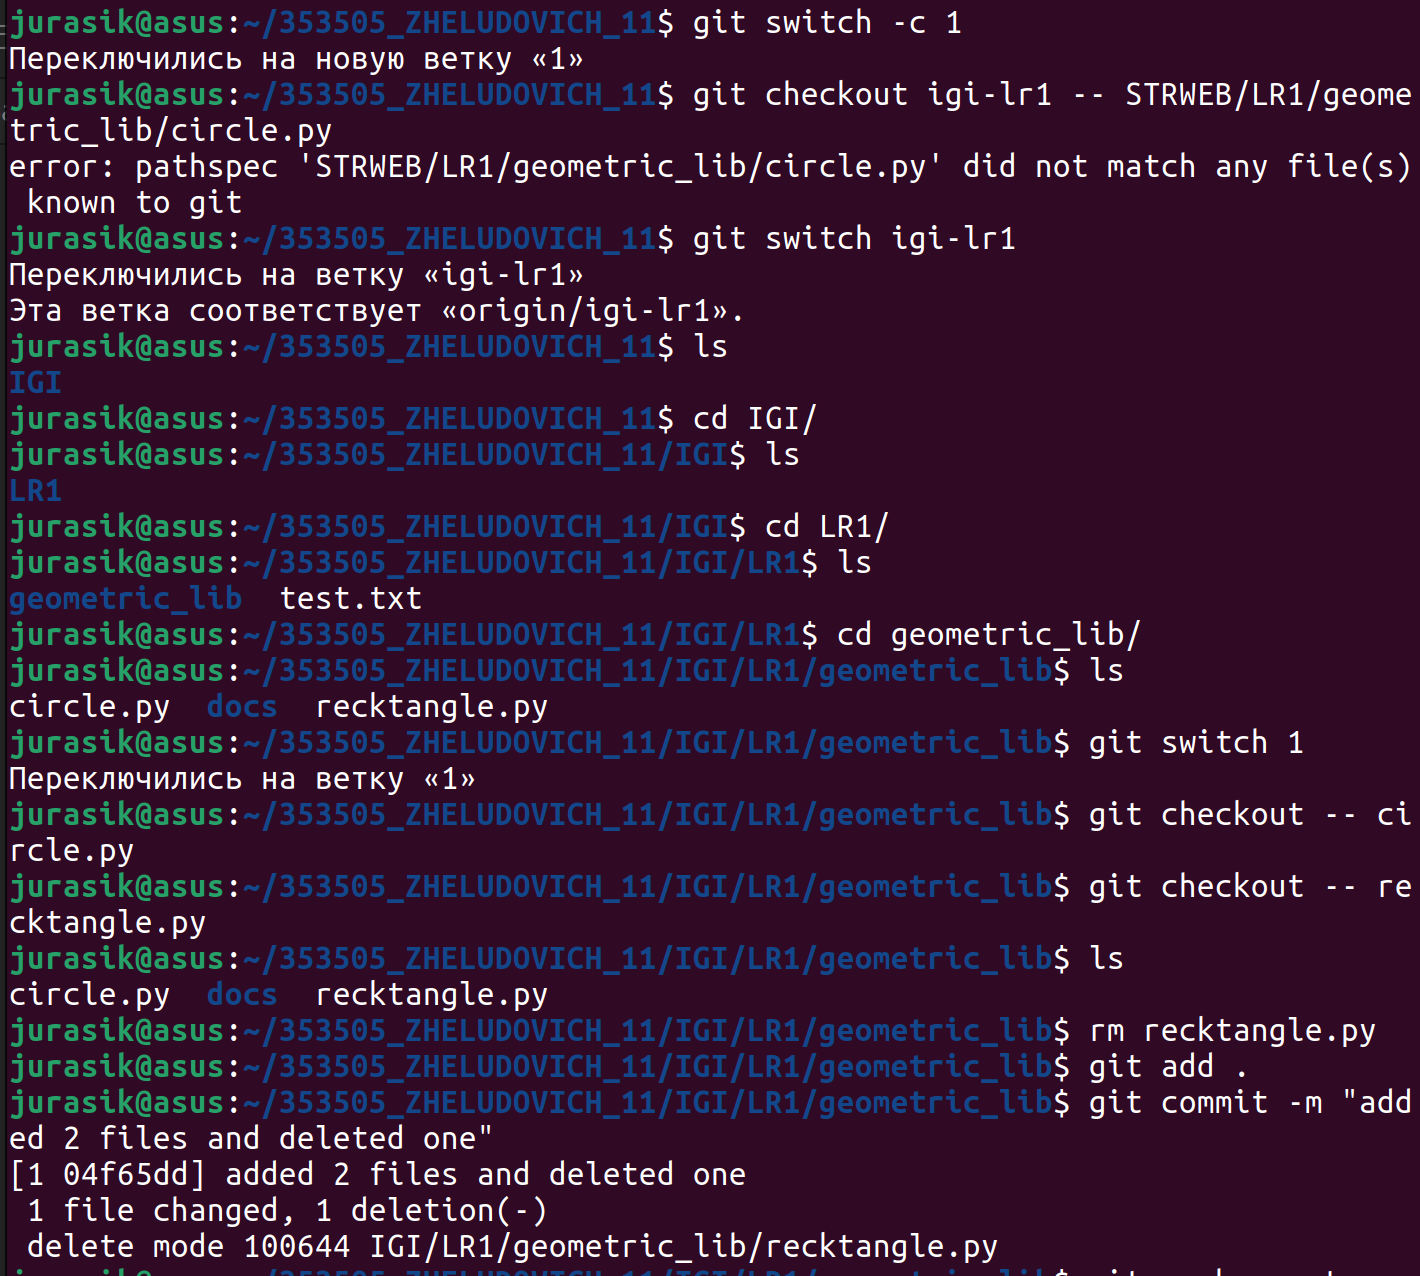 jurasik@asus:~/353505_ZHELUDOVICH_11$ git switch -c 1
Переключились на новую ветку «1»
jurasik@asus:~/353505_ZHELUDOVICH_11$ git checkout igi-lr1 -- STRWEB/LR1/geome
tric_lib/circle.py
error: pathspec 'STRWEB/LR1/geometric_lib/circle.py' did not match any file(s)
 known to git
jurasik@asus:~/353505_ZHELUDOVICH_11$ git switch igi-lr1
Переключились на ветку «igi-lr1»
Эта ветка соответствует «origin/igi-lr1».
jurasik@asus:~/353505_ZHELUDOVICH_11$ ls
IGI
jurasik@asus:~/353505_ZHELUDOVICH_11$ cd IGI/
jurasik@asus:~/353505_ZHELUDOVICH_11/IGI$ ls
LR1
jurasik@asus:~/353505_ZHELUDOVICH_11/IGI$ cd LR1/
jurasik@asus:~/353505_ZHELUDOVICH_11/IGI/LR1$ ls
geometric_lib  test.txt
jurasik@asus:~/353505_ZHELUDOVICH_11/IGI/LR1$ cd geometric_lib/
jurasik@asus:~/353505_ZHELUDOVICH_11/IGI/LR1/geometric_lib$ ls
circle.py  docs  recktangle.py
jurasik@asus:~/353505_ZHELUDOVICH_11/IGI/LR1/geometric_lib$ git switch 1
Переключились на ветку «1»
jurasik@asus:~/353505_ZHELUDOVICH_11/IGI/LR1/geometric_lib$ git checkout -- ci
rcle.py
jurasik@asus:~/353505_ZHELUDOVICH_11/IGI/LR1/geometric_lib$ git checkout -- re
cktangle.py
jurasik@asus:~/353505_ZHELUDOVICH_11/IGI/LR1/geometric_lib$ ls
circle.py  docs  recktangle.py
jurasik@asus:~/353505_ZHELUDOVICH_11/IGI/LR1/geometric_lib$ rm recktangle.py
jurasik@asus:~/353505_ZHELUDOVICH_11/IGI/LR1/geometric_lib$ git add .
jurasik@asus:~/353505_ZHELUDOVICH_11/IGI/LR1/geometric_lib$ git commit -m "add
ed 2 files and deleted one"
[1 04f65dd] added 2 files and deleted one
 1 file changed, 1 deletion(-)
 delete mode 100644 IGI/LR1/geometric_lib/recktangle.py